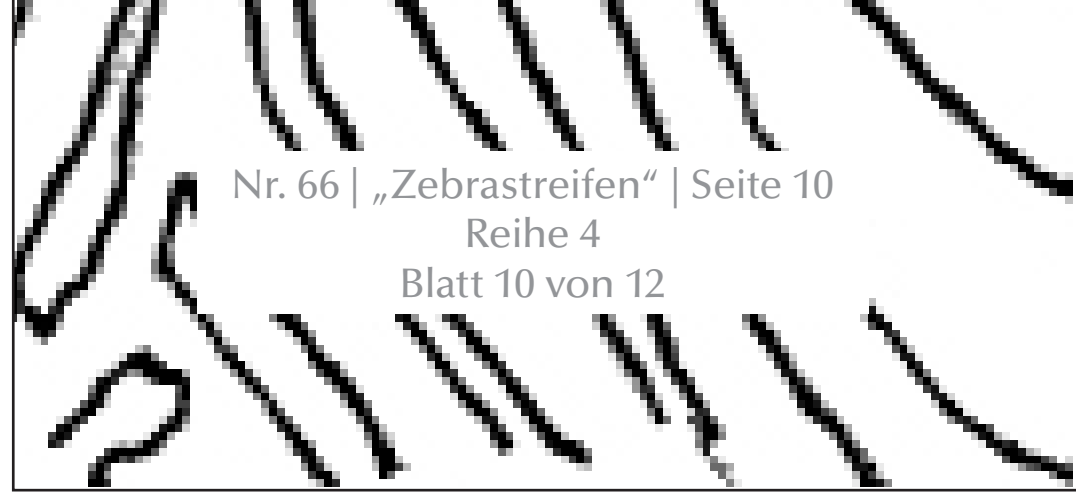 Nr. 66 | „Zebrastreifen“ | Seite 10
Reihe 4
Blatt 10 von 12